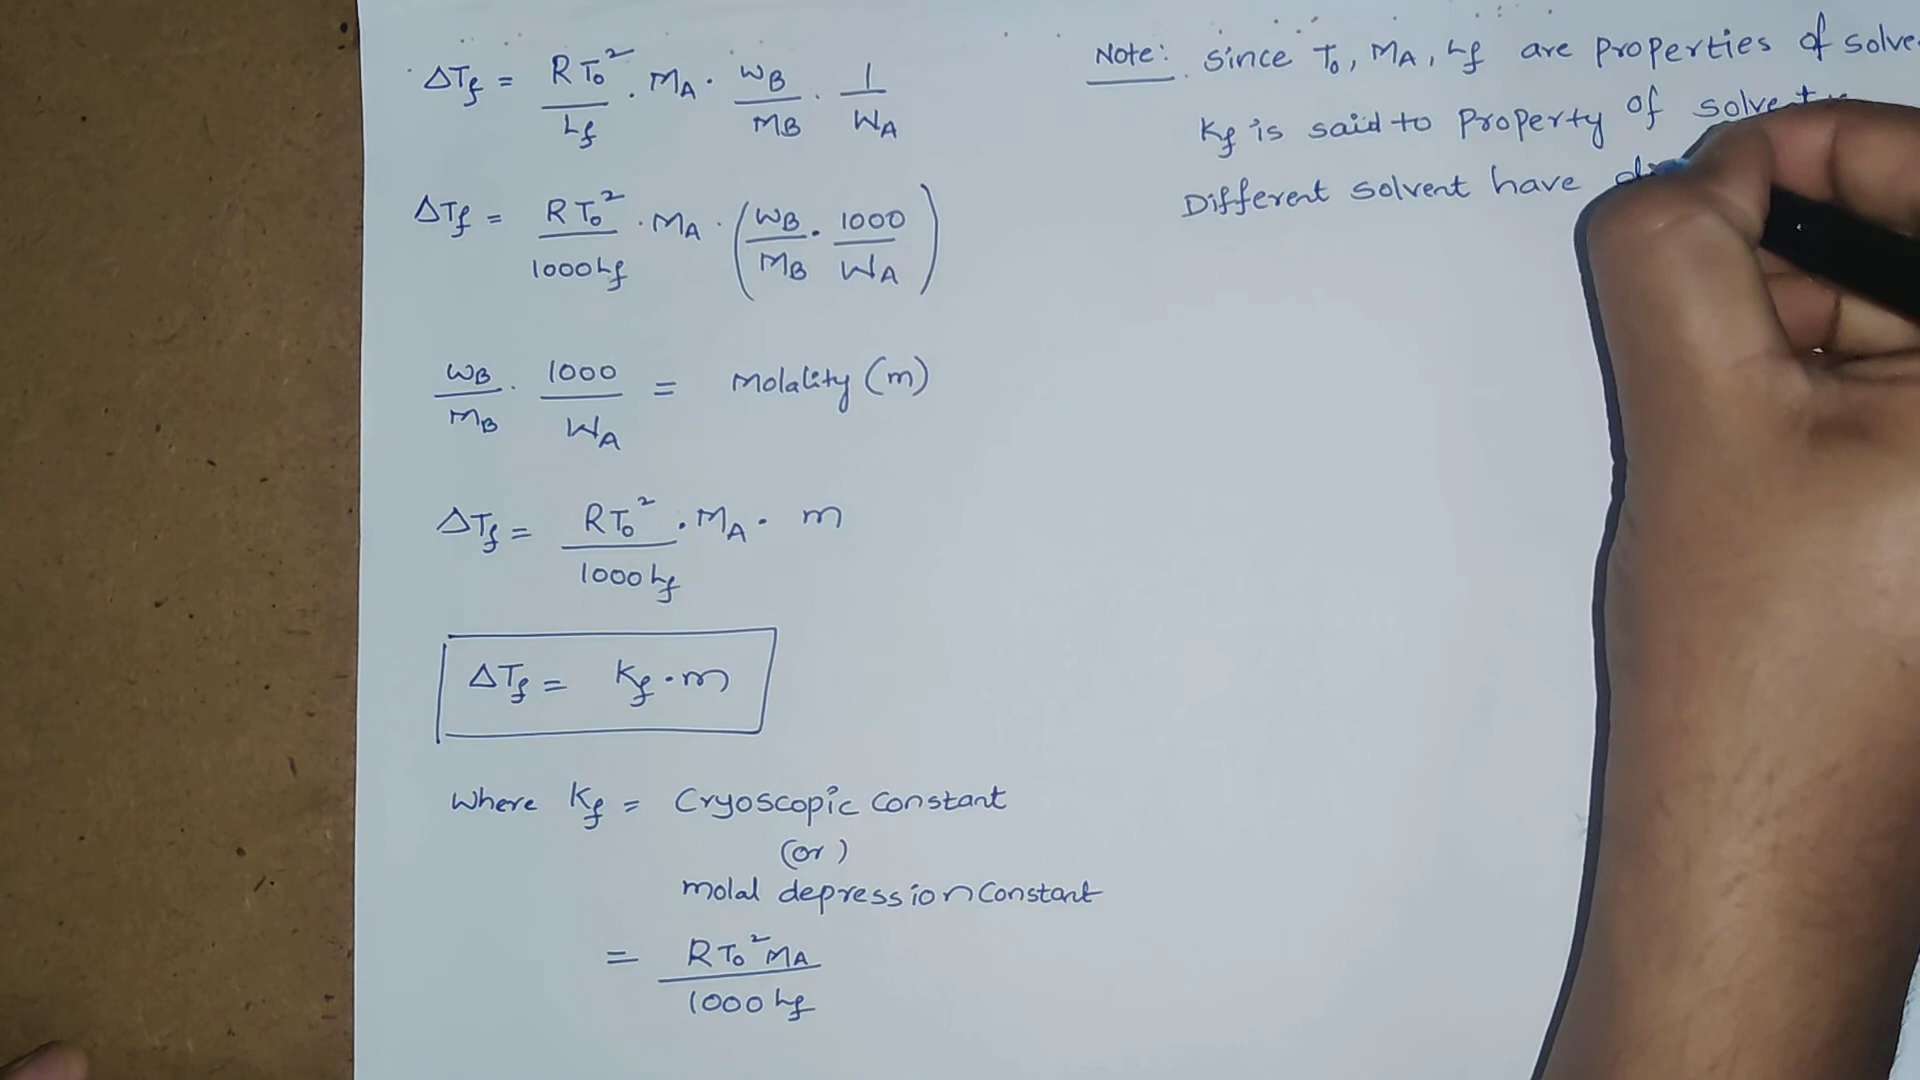 ΔTf = RT₀²/Lf . MA . WB/MB . 1/WA
ΔTf = RT₀²/1000Lf . MA . (WB/MB . 1000/WA)
WB/MB . 1000/WA = Molality (m)
ΔTf = RT₀²/1000Lf . MA . m
ΔTf = Kf . m
Where Kf = Cryoscopic Constant
(or)
molal depression Constant
= RT₀²MA/1000Lf
Note: Since T₀, MA, Lf are properties of
Kf is said to Property of
Different solvent have